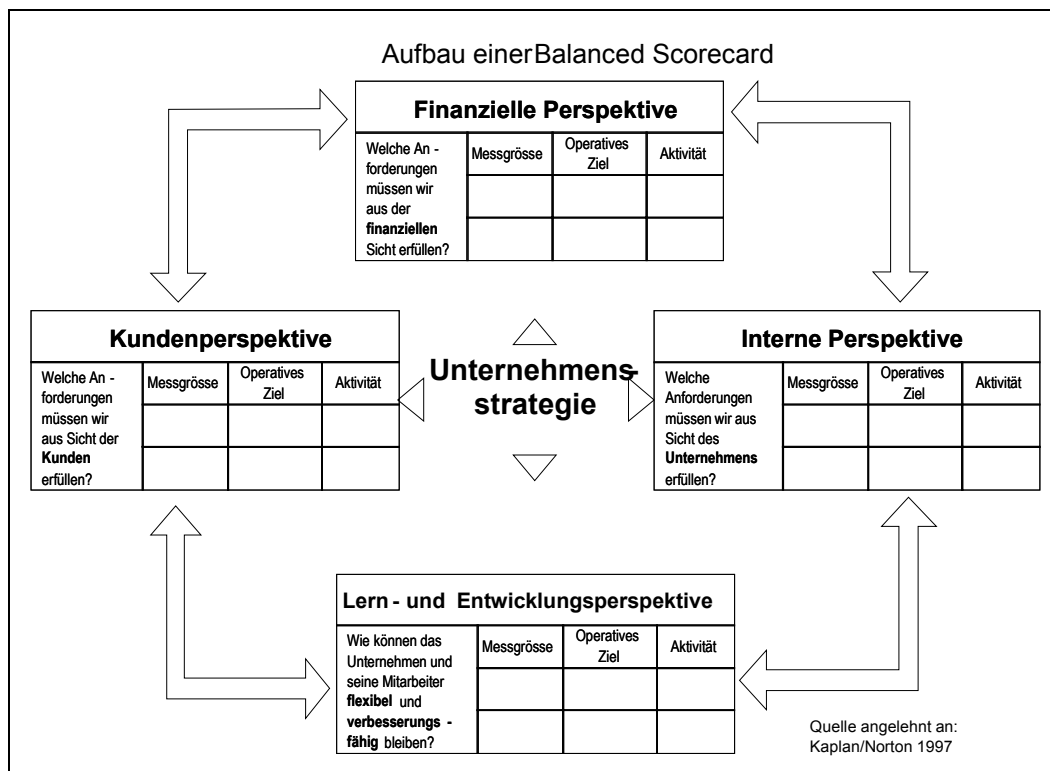 Aufbau einerBalanced Scorecard
Finanzielle Perspektive
Welche An -
forderungen
müssen wir
aus der
finanziellen
Sicht erfüllen?
Messgrösse
Operatives
Ziel
Aktivität
Kundenperspektive
Welche An -
forderungen
müssen wir
aus Sicht der
Kunden
erfüllen?
Messgrösse
Operatives
Ziel
Aktivität
Unternehmens-
strategie
Interne Perspektive
Welche
Anforderungen
müssen wir aus
Sicht des
Unternehmens
erfüllen?
Messgrösse
Operatives
Ziel
Aktivität
Lern - und Entwicklungsperspektive
Wie können das
Unternehmen und
seine Mitarbeiter
flexibel und
verbesserungs -
fähig bleiben?
Messgrösse
Operatives
Ziel
Aktivität
Quelle angelehnt an:
Kaplan/Norton 1997